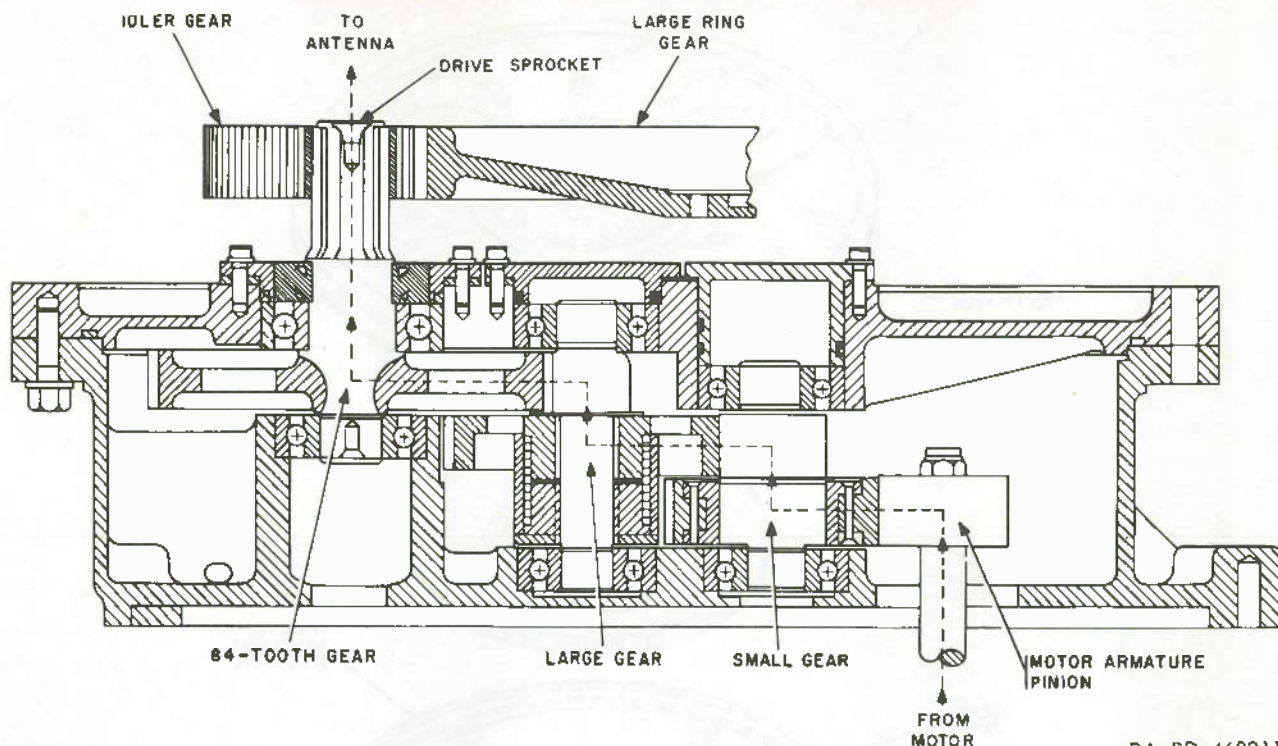 IDLER GEAR
TO
ANTENNA
DRIVE SPROCKET
LARGE RING
GEAR
84-TOOTH GEAR
LARGE GEAR
SMALL GEAR
MOTOR ARMATURE
PINION
FROM
MOTOR